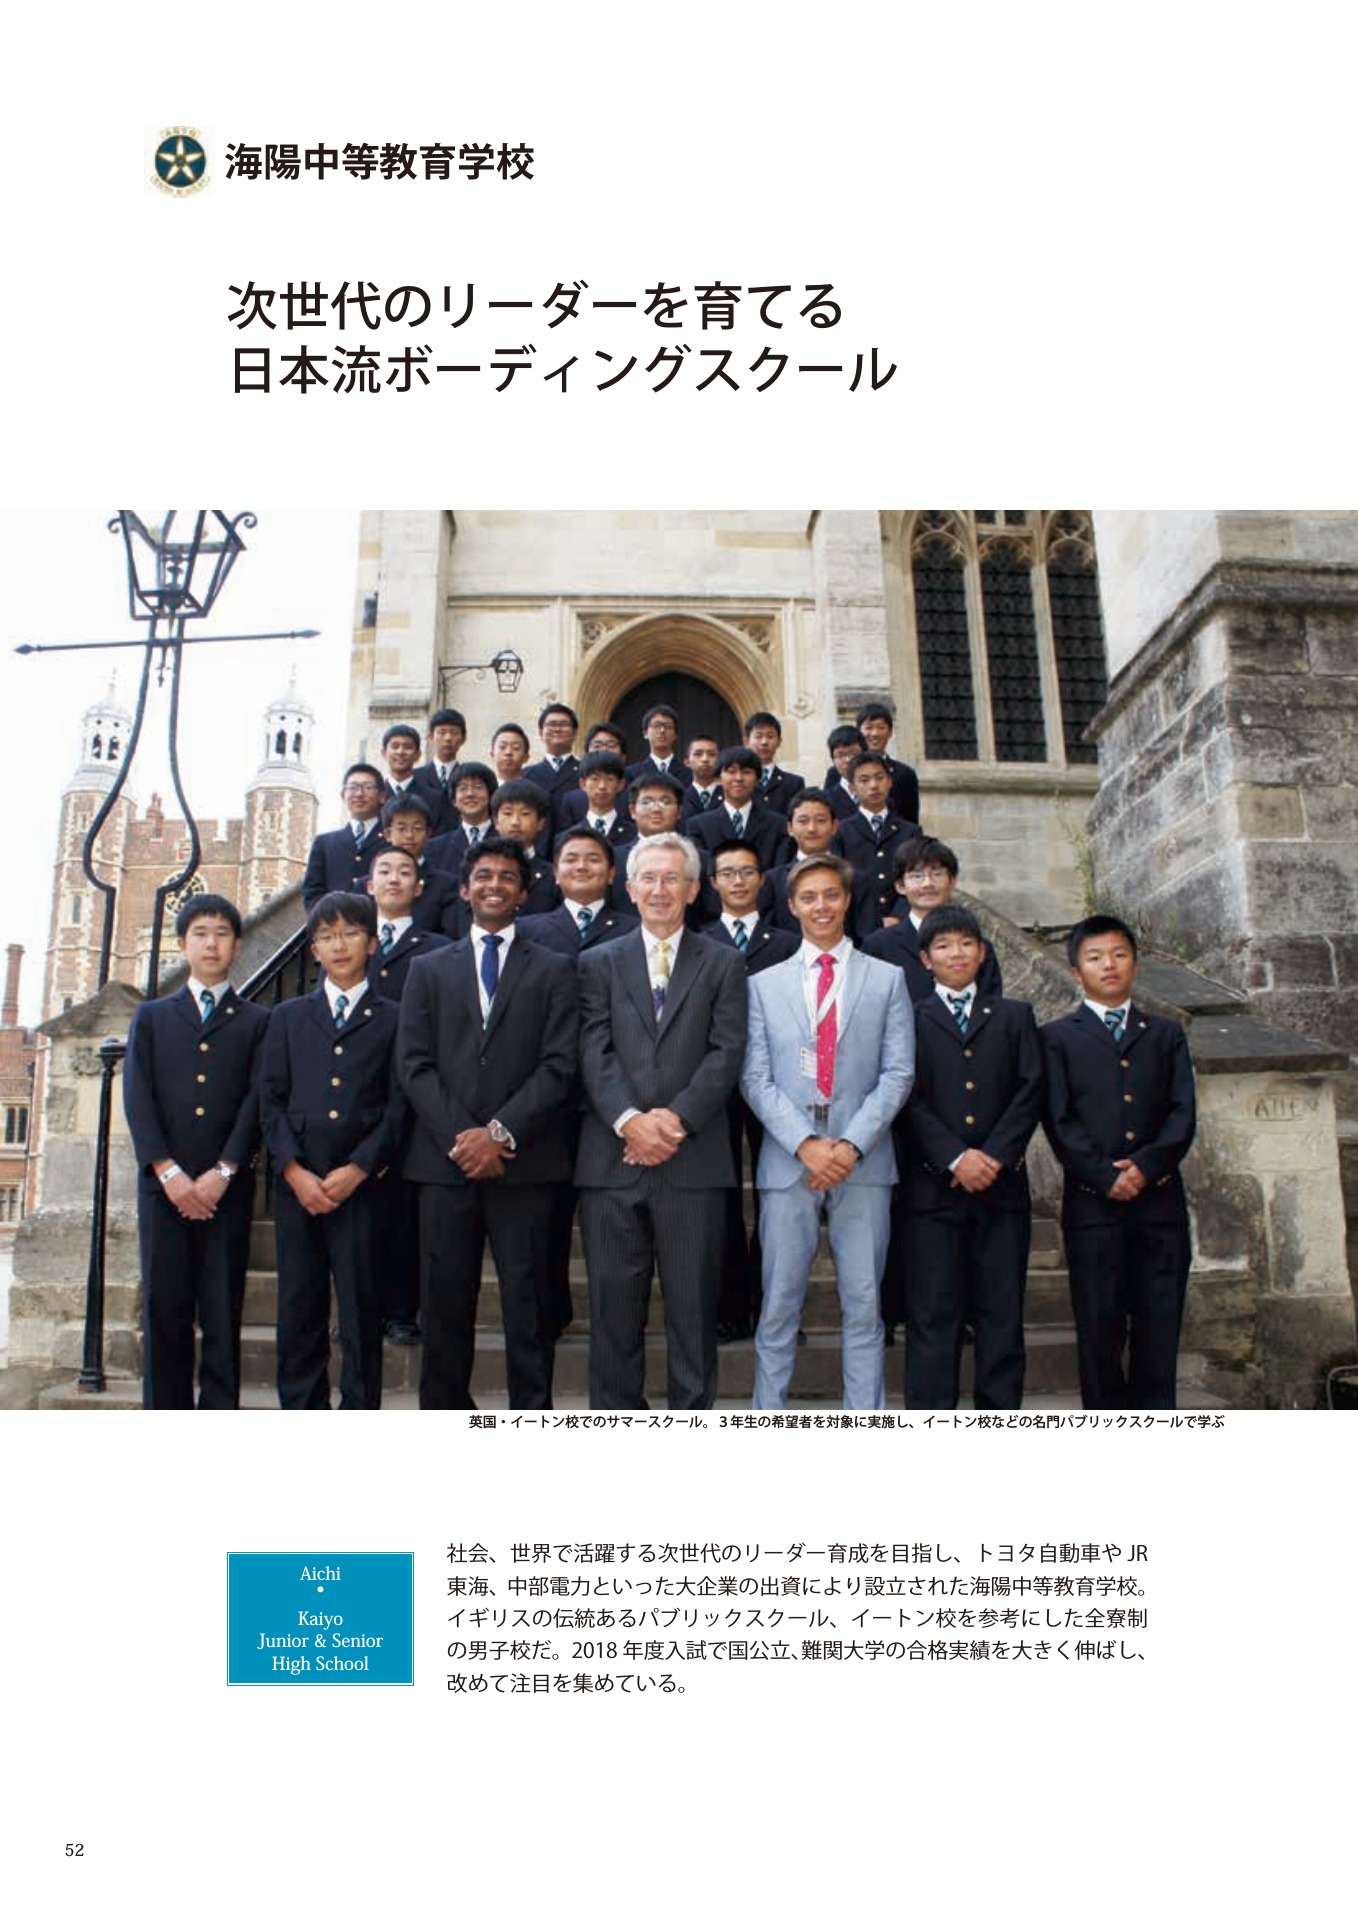 海陽中等教育学校
次世代のリーダーを育てる
日本流ボーディングスクール
英国・イートン校でのサマースクール。3年生の希望者を対象に実施し、イートン校などの名門パブリックスクールで学ぶ
Aichi
•
Kaiyo
Junior & Senior
High School
社会、世界で活躍する次世代のリーダー育成を目指し、トヨタ自動車や JR
東海、中部電力といった大企業の出資により設立された海陽中等教育学校。
イギリスの伝統あるパブリックスクール、イートン校を参考にした全寮制
の男子校だ。2018 年度入試で国公立、難関大学の合格実績を大きく伸ばし、
改めて注目を集めている。
52